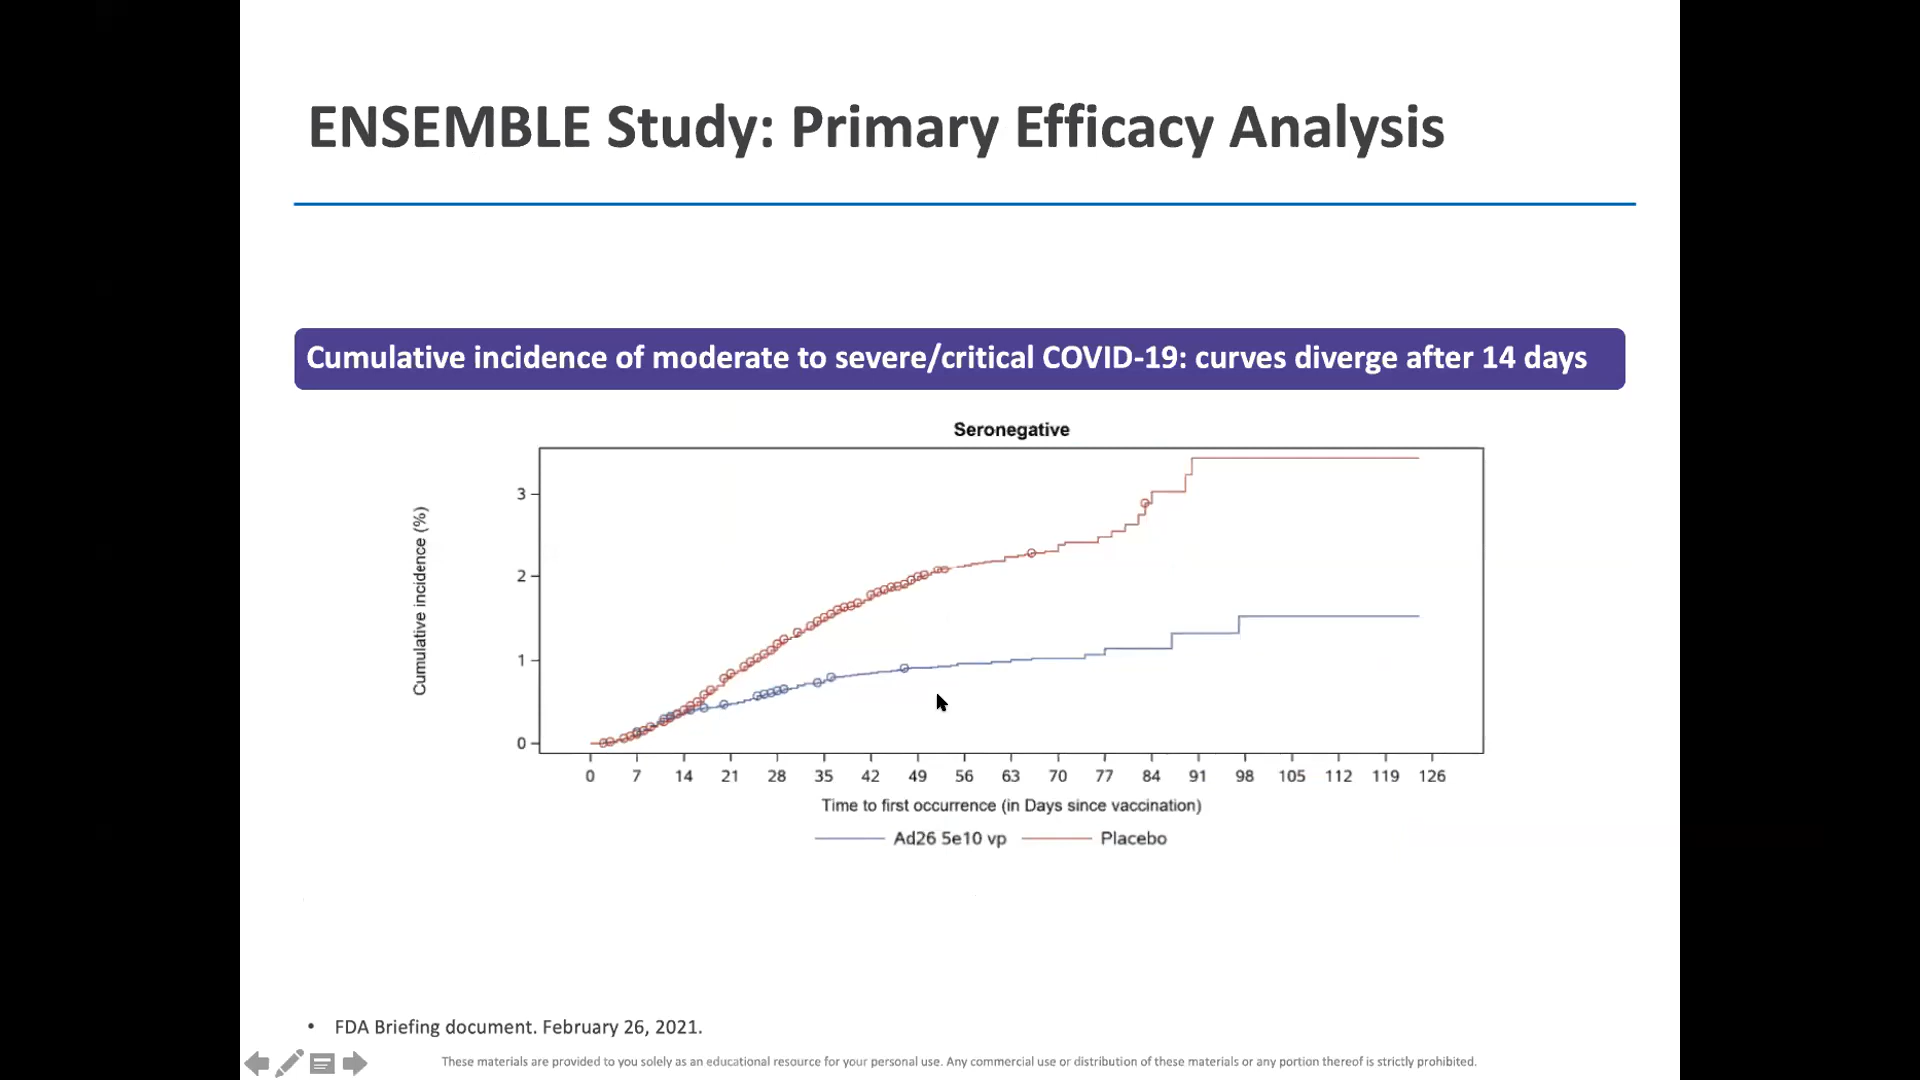 ENSEMBLE Study: Primary Efficacy Analysis
Cumulative incidence of moderate to severe/critical COVID-19: curves diverge after 14 days
Seronegative
Cumulative incidence (%)
3
2
1
0
0 7 14 21 28 35 42 49 56 63 70 77 84 91 98 105 112 119 126
Time to first occurrence (in Days since vaccination)
Ad26 5e10 vp Placebo
• FDA Briefing document. February 26, 2021.
These materials are provided to you solely as an educational resource for your personal use. Any commercial use or distribution of these materials or any portion thereof is strictly prohibited.